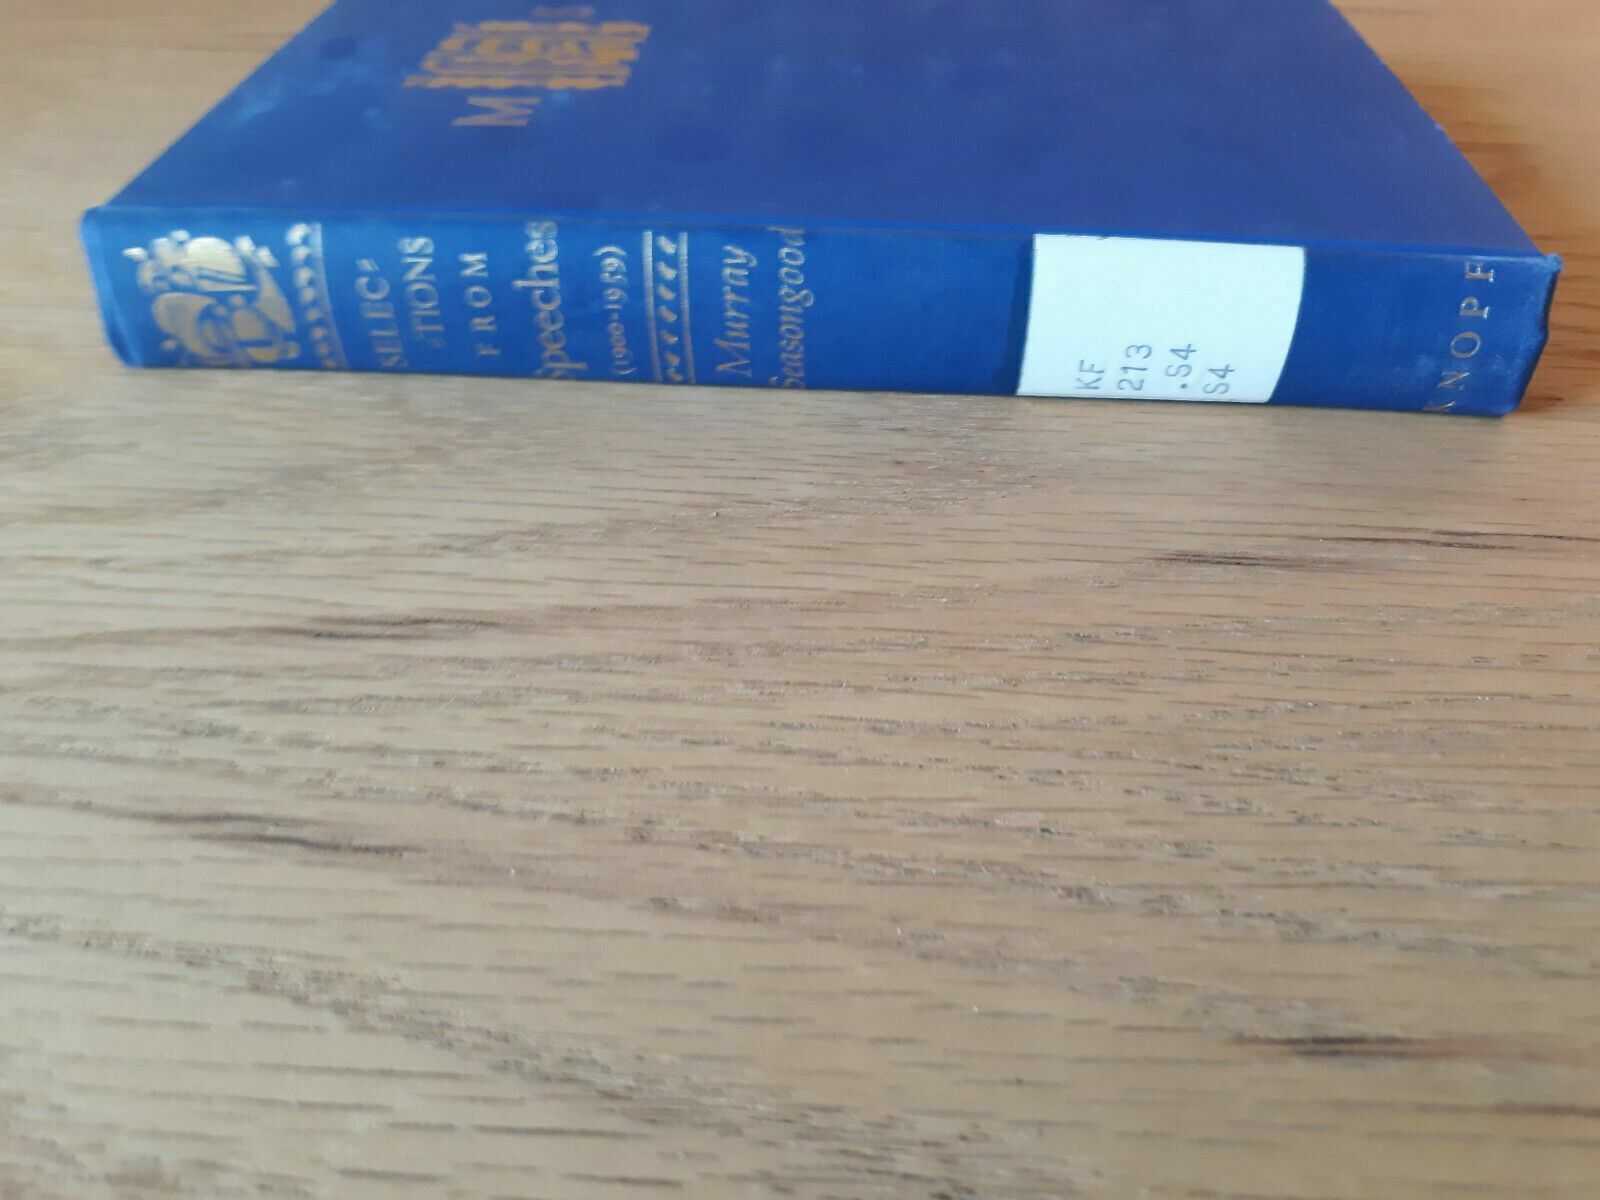 SELEC=
=TIONS
FROM
Speeches
(1900·1959)
Murray
Seasongood
KF
213
.S4
S4
KNOPF
M